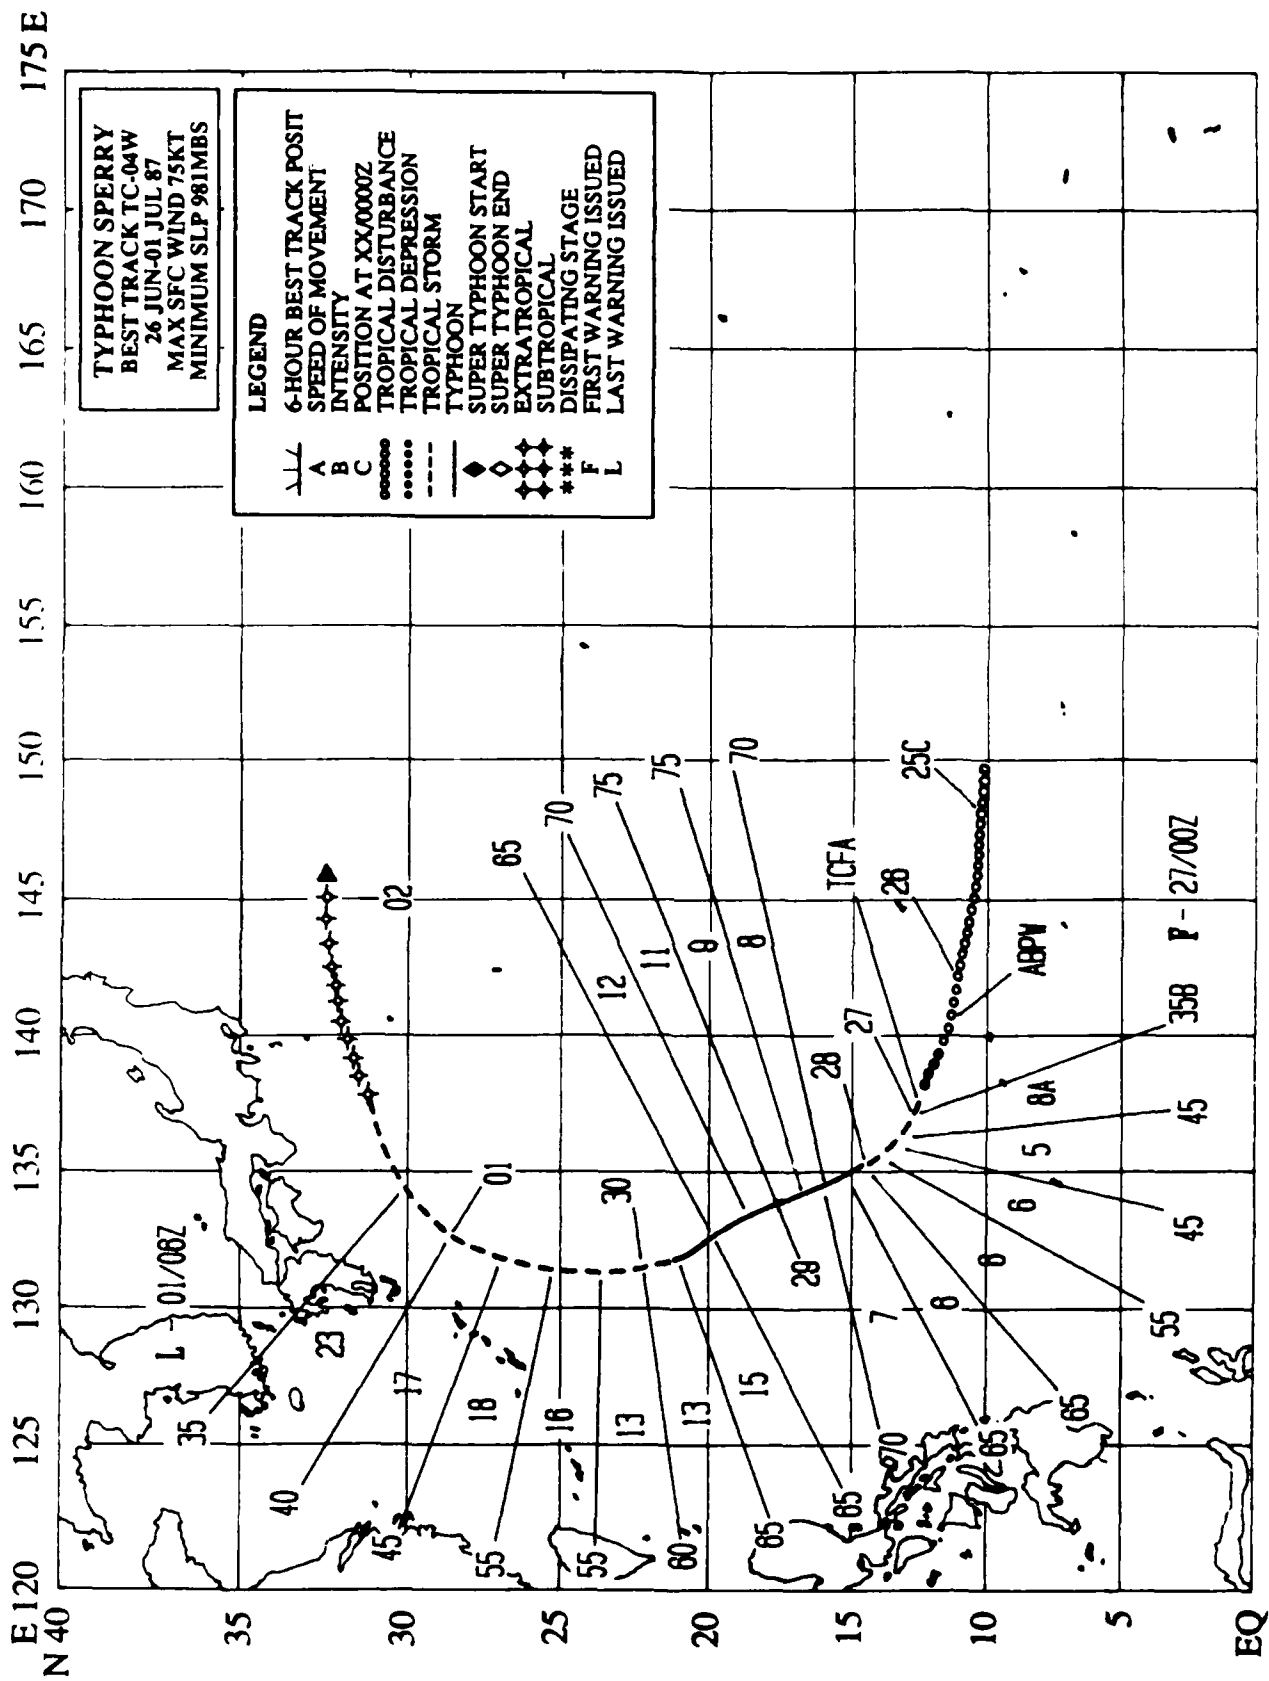 TYPHOON SPERRY
BEST TRACK TC-04W
26 JUN-01 JUL 87
MAX SFC WIND 75KT
MINIMUM SLP 981MBS
LEGEND
6-HOUR BEST TRACK POSIT
A SPEED OF MOVEMENT
B INTENSITY
C POSITION AT XX/0000Z
TROPICAL DISTURBANCE
TROPICAL DEPRESSION
TROPICAL STORM
TYPHOON
SUPER TYPHOON START
SUPER TYPHOON END
EXTRATROPICAL
SUBTROPICAL
*** DISSIPATING STAGE
F FIRST WARNING ISSUED
L LAST WARNING ISSUED
E 120 125 130 135 140 145 150 155 160 165 170 175 E
N 40
35
30
25
20
15
10
5
EQ
L - 01/06Z
02
01
35
23
40
17
45
18
55
16
55
13
30
60
13
65
15
65
65
12
70
11
75
9
75
8
70
29
7
70
TCFA
28
27
26
25C
ABPW
F - 27/00Z
35B
8A
45
5
45
6
55
8
65
8
65